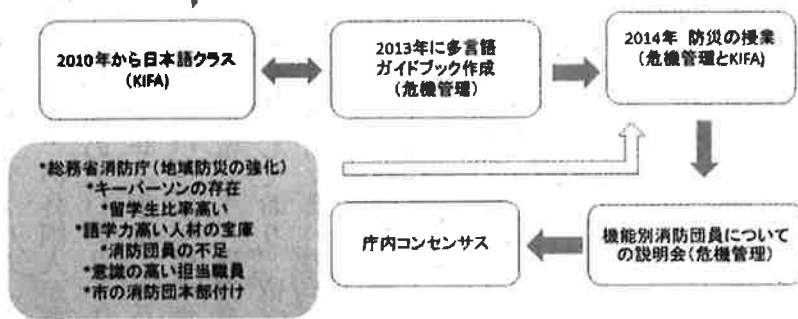 2010年から日本語クラス
(KIFA)
2013年に多言語
ガイドブック作成
(危機管理)
2014年 防災の授業
(危機管理とKIFA)
*総務省消防庁(地域防災の強化)
*キーパーソンの存在
*留学生比率高い
*語学力高い人材の宝庫
*消防団員の不足
*意識の高い担当職員
*市の消防団本部付け
庁内コンセンサス
機能別消防団員について
の説明会(危機管理)